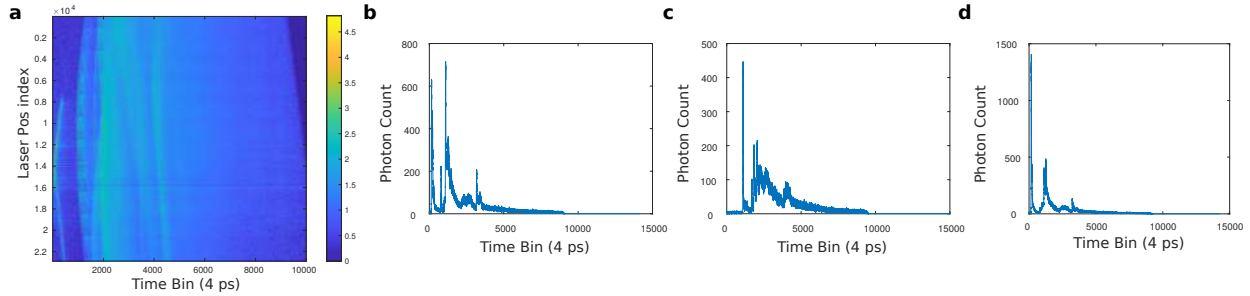 a
×10⁴
0.2
0.4
0.6
0.8
1
1.2
1.4
1.6
1.8
2
2.2
Laser Pos index
2000 4000 6000 8000 10000
Time Bin (4 ps)
4.5
4
3.5
3
2.5
2
1.5
1
0.5
0
b
800
600
400
200
0
Photon Count
0 5000 10000 15000
Time Bin (4 ps)
c
500
400
300
200
100
0
Photon Count
0 5000 10000 15000
Time Bin (4 ps)
d
1500
1000
500
0
Photon Count
0 5000 10000 15000
Time Bin (4 ps)